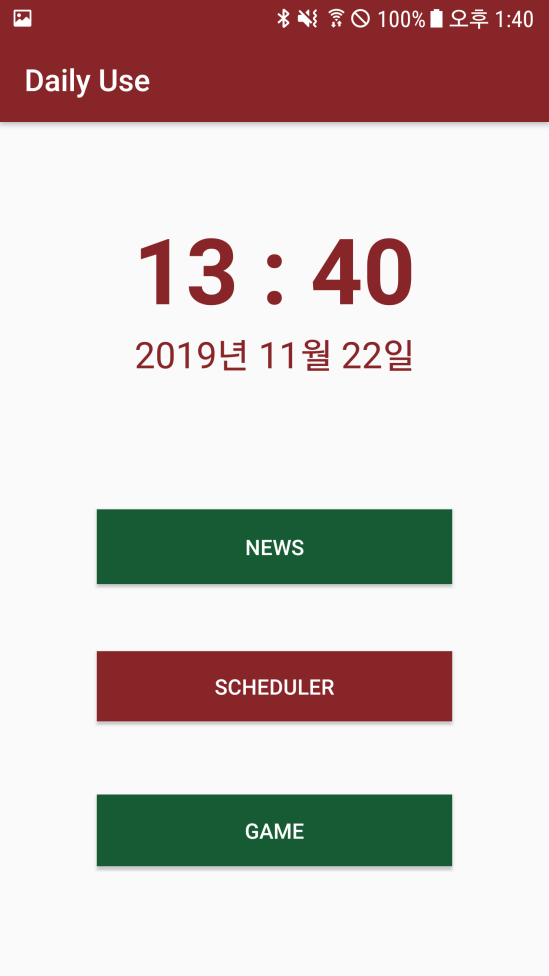 100% 오후 1:40
Daily Use
13 : 40
2019년 11월 22일
NEWS
SCHEDULER
GAME